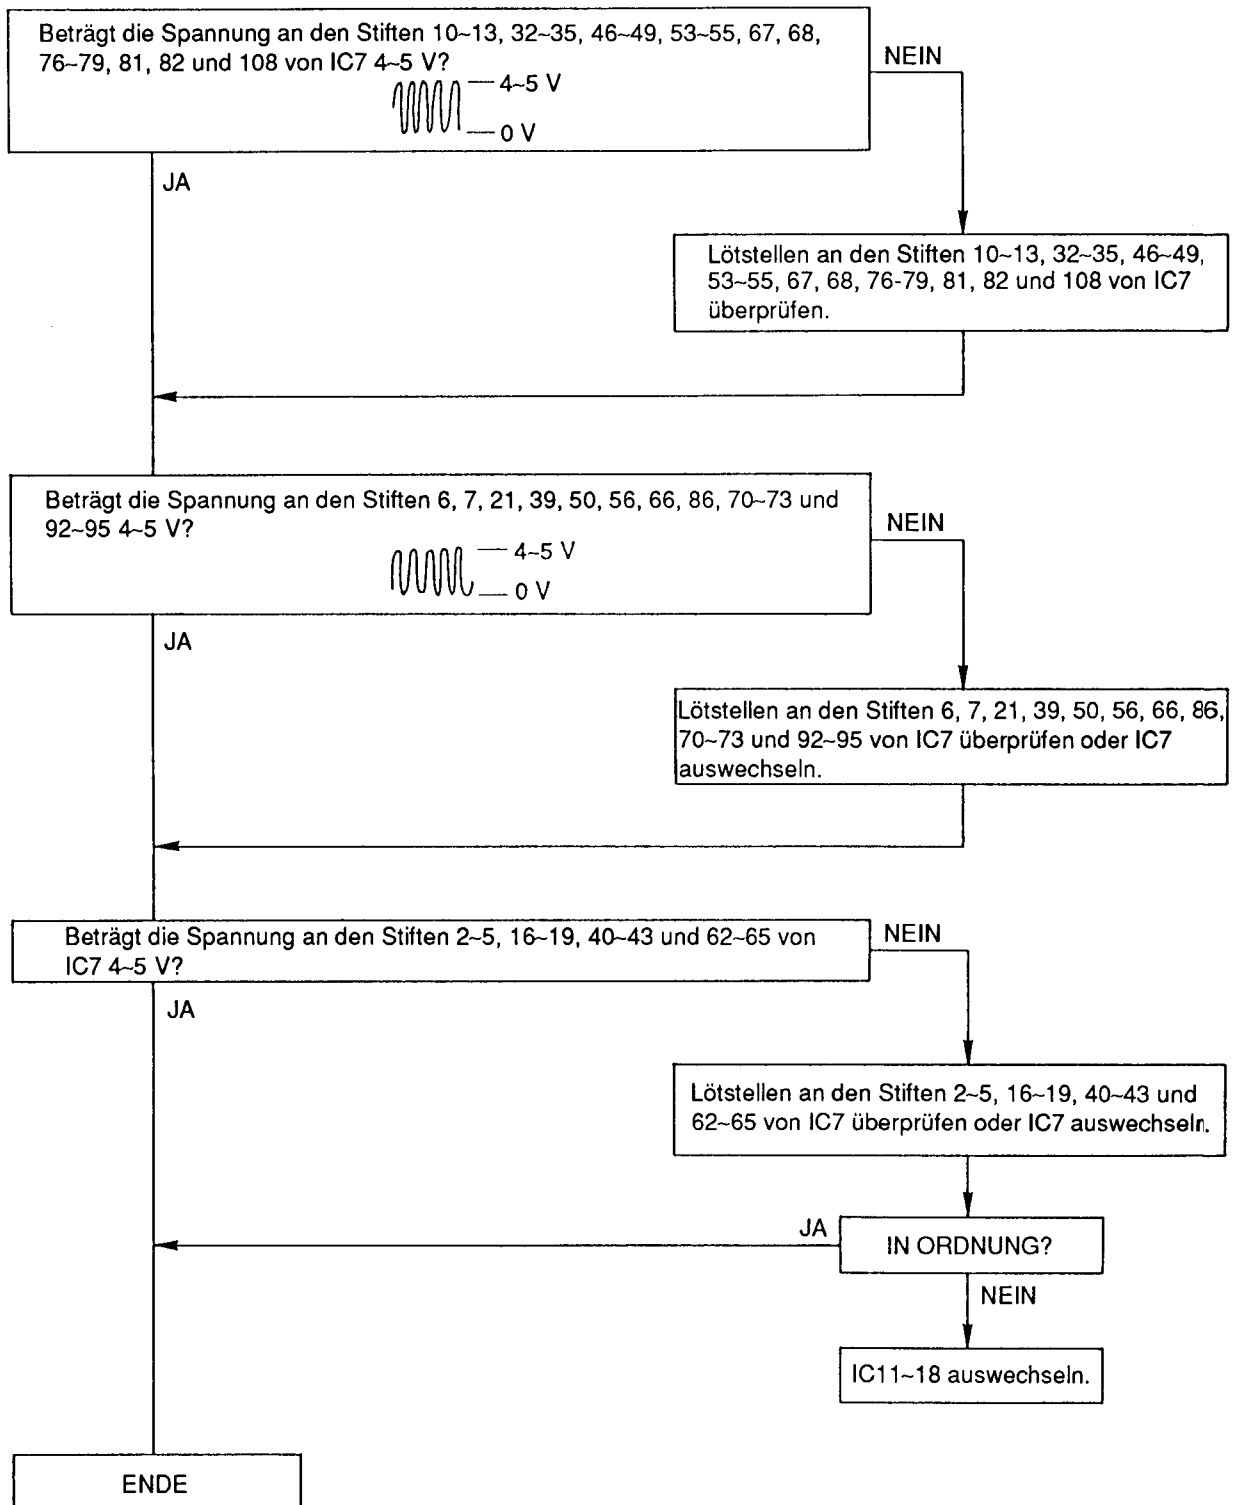 Beträgt die Spannung an den Stiften 10~13, 32~35, 46~49, 53~55, 67, 68,
76~79, 81, 82 und 108 von IC7 4~5 V?
4~5 V
0 V
NEIN
JA
Lötstellen an den Stiften 10~13, 32~35, 46~49,
53~55, 67, 68, 76-79, 81, 82 und 108 von IC7
überprüfen.
Beträgt die Spannung an den Stiften 6, 7, 21, 39, 50, 56, 66, 86, 70~73 und
92~95 4~5 V?
4~5 V
0 V
NEIN
JA
Lötstellen an den Stiften 6, 7, 21, 39, 50, 56, 66, 86,
70~73 und 92~95 von IC7 überprüfen oder IC7
auswechseln.
Beträgt die Spannung an den Stiften 2~5, 16~19, 40~43 und 62~65 von
IC7 4~5 V?
NEIN
JA
Lötstellen an den Stiften 2~5, 16~19, 40~43 und
62~65 von IC7 überprüfen oder IC7 auswechseln.
JA
IN ORDNUNG?
NEIN
IC11~18 auswechseln.
ENDE